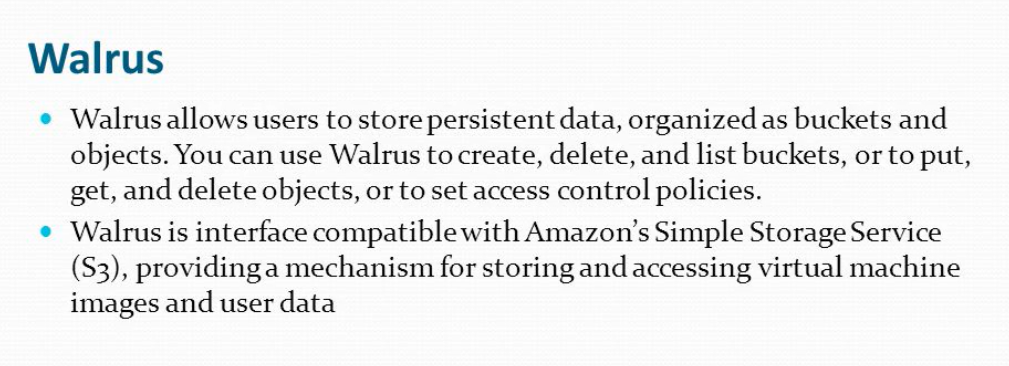 Walrus
• Walrus allows users to store persistent data, organized as buckets and
objects. You can use Walrus to create, delete, and list buckets, or to put,
get, and delete objects, or to set access control policies.
• Walrus is interface compatible with Amazon’s Simple Storage Service
(S3), providing a mechanism for storing and accessing virtual machine
images and user data